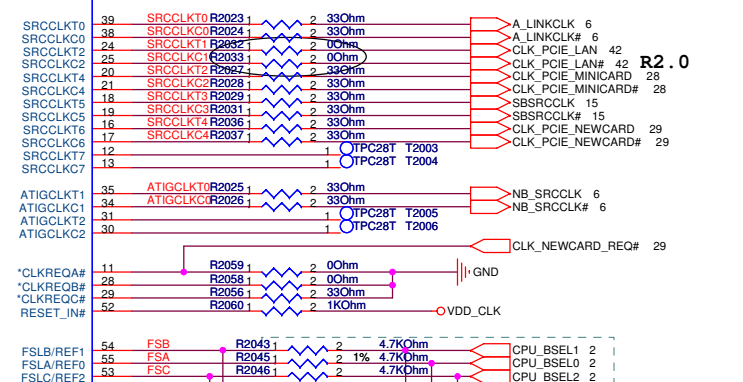 SRCCLKT0 39 SRCCLKT0 R2023 1 2 33Ohm A_LINKCLK 6
SRCCLKC0 38 SRCCLKC0 R2024 1 2 33Ohm A_LINKCLK# 6
SRCCLKT2 24 SRCCLKT1 R2032 1 2 0Ohm CLK_PCIE_LAN 42
SRCCLKC2 25 SRCCLKC1 R2033 1 2 0Ohm CLK_PCIE_LAN# 42 R2.0
SRCCLKT4 20 SRCCLKT2 R2027 1 2 33Ohm CLK_PCIE_MINICARD 28
SRCCLKC4 21 SRCCLKC2 R2028 1 2 33Ohm CLK_PCIE_MINICARD# 28
SRCCLKT5 18 SRCCLKT3 R2029 1 2 33Ohm SBSRCCLK 15
SRCCLKC5 19 SRCCLKC3 R2031 1 2 33Ohm SBSRCCLK# 15
SRCCLKT6 16 SRCCLKT4 R2036 1 2 33Ohm CLK_PCIE_NEWCARD 29
SRCCLKC6 17 SRCCLKC4 R2037 1 2 33Ohm CLK_PCIE_NEWCARD# 29
SRCCLKT7 12 1 TPC28T T2003
SRCCLKC7 13 1 TPC28T T2004
ATIGCLKT1 35 ATIGCLKT0 R2025 1 2 33Ohm NB_SRCCLK 6
ATIGCLKC1 34 ATIGCLKC0 R2026 1 2 33Ohm NB_SRCCLK# 6
ATIGCLKT2 31 1 TPC28T T2005
ATIGCLKC2 30 1 TPC28T T2006
CLK_NEWCARD_REQ# 29
*CLKREQA# 11 R2059 1 2 0Ohm GND
*CLKREQB# 28 R2058 1 2 0Ohm
*CLKREQC# 29 R2056 1 2 33Ohm
RESET_IN# 52 R2060 1 2 1KOhm VDD_CLK
FSLB/REF1 54 FSB R2043 1 2 4.7KOhm CPU_BSEL1 2
FSLA/REF0 55 FSA R2045 1 2 1% 4.7KOhm CPU_BSEL0 2
FSLC/REF2 53 FSC R2046 1 2 4.7KOhm CPU_BSEL2 2